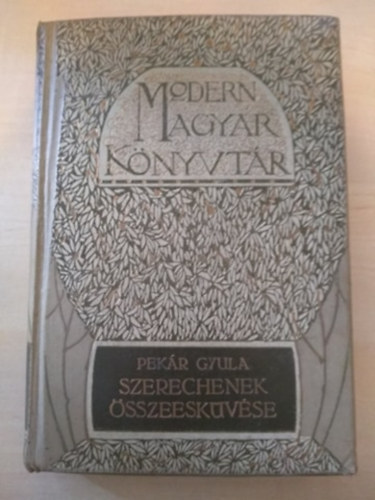 MODERN
MAGYAR
KÖNYVTÁR
PEKÁR GYULA
SZERECHENEK
ÖSSZEESKÜVÉSE